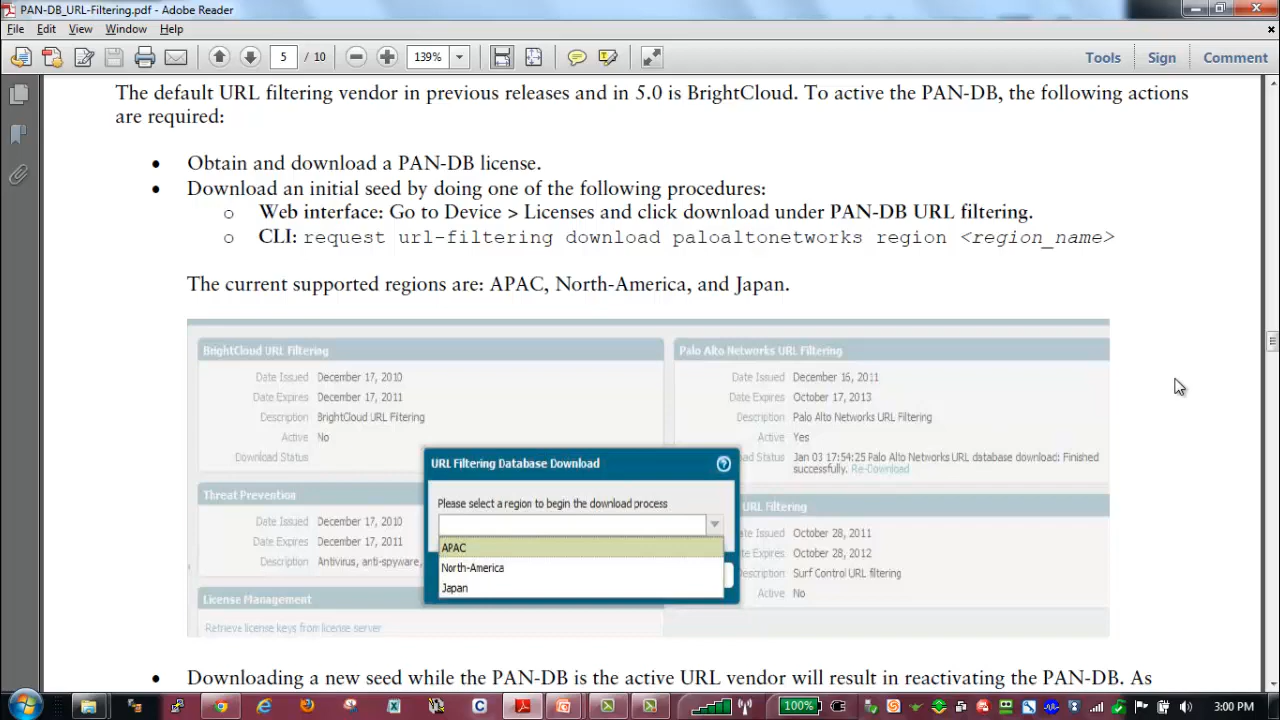 PAN-DB_URL-Filtering.pdf - Adobe Reader
File Edit View Window Help
5 / 10 139% Tools Sign Comment
The default URL filtering vendor in previous releases and in 5.0 is BrightCloud. To active the PAN-DB, the following actions
are required:
• Obtain and download a PAN-DB license.
• Download an initial seed by doing one of the following procedures:
o Web interface: Go to Device > Licenses and click download under PAN-DB URL filtering.
o CLI: request url-filtering download paloaltonetworks region <region_name>
The current supported regions are: APAC, North-America, and Japan.
BrightCloud URL Filtering
Date Issued December 17, 2010
Date Expires December 17, 2011
Description BrightCloud URL Filtering
Active No
Download Status
Threat Prevention
Date Issued December 17, 2010
Date Expires December 17, 2011
Description Antivirus, anti-spyware,
License Management
Retrieve license keys from license server
Palo Alto Networks URL Filtering
Date Issued December 16, 2011
Date Expires October 17, 2013
Description Palo Alto Networks URL Filtering
Active Yes
Status Jan 03 17:54:25 Palo Alto Networks URL database download: Finished
successfully. Re-Download
URL Filtering
Issued October 28, 2011
Expires October 28, 2012
Surf Control URL filtering
Active No
URL Filtering Database Download
Please select a region to begin the download process
APAC
North-America
Japan
• Downloading a new seed while the PAN-DB is the active URL vendor will result in reactivating the PAN-DB. As
100% 3:00 PM